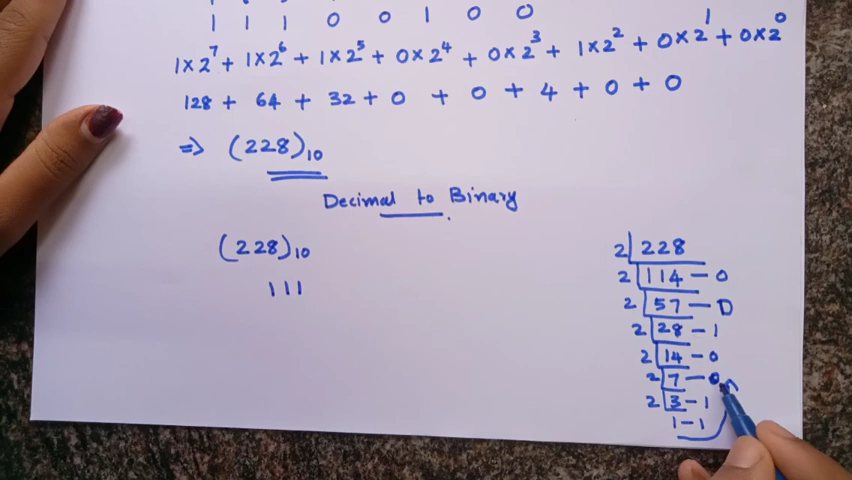 1 1 1 0 0 1 0 0
1×2⁷ + 1×2⁶ + 1×2⁵ + 0×2⁴ + 0×2³ + 1×2² + 0×2¹ + 0×2⁰
128 + 64 + 32 + 0 + 0 + 4 + 0 + 0
⇒ (228)₁₀
Decimal to Binary
(228)₁₀
111
2 | 228
2 | 114 – 0
2 | 57 – 0
2 | 28 – 1
2 | 14 – 0
2 | 7 – 0
2 | 3 – 1
1 – 1